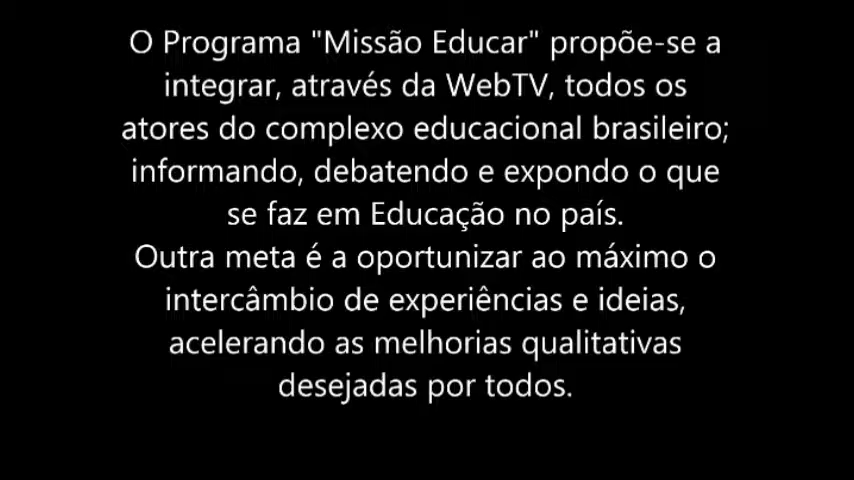 O Programa "Missão Educar" propõe-se a
integrar, através da WebTV, todos os
atores do complexo educacional brasileiro;
informando, debatendo e expondo o que
se faz em Educação no país.
Outra meta é a oportunizar ao máximo o
intercâmbio de experiências e ideias,
acelerando as melhorias qualitativas
desejadas por todos.